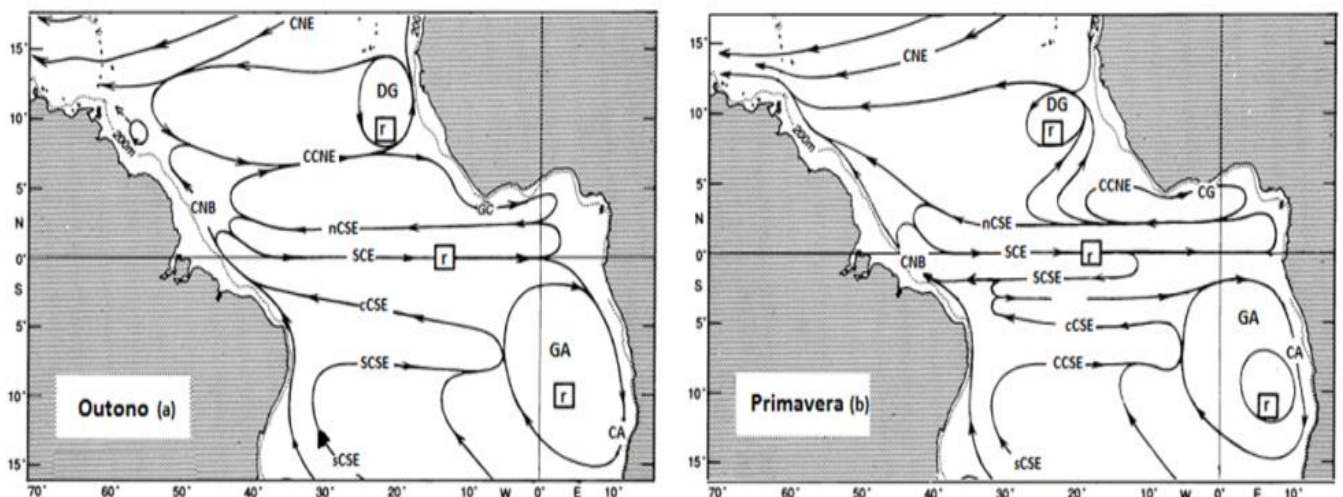 CNE
15°
DG
r
10°
200m
CCNE
5°
CNB
GC
N
nCSE
0°
SCE
r
S
cCSE
5°
GA
SCSE
r
10°
Outono (a)
CA
15°
sCSE
70° 60° 50° 40° 30° 20° 10° W 0° E 10°
200
CNE
15°
DG
r
10°
200m
5°
CCNE
CG
N
nCSE
0°
CNB
SCE
r
SCSE
S
5°
cCSE
GA
CA
CCSE
r
10°
Primavera (b)
15°
sCSE
70° 60° 50° 40° 30° 20° 10° W 0° E 10°